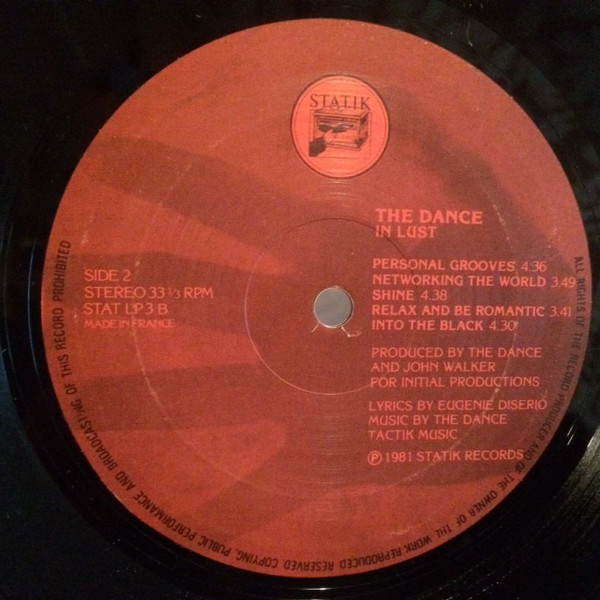 STATIK
THE DANCE
IN LUST
PERSONAL GROOVES 4.36
NETWORKING THE WORLD 3.49
SHINE 4.38
RELAX AND BE ROMANTIC 3.41
INTO THE BLACK 4.30
SIDE 2
STEREO 33 1/3 RPM
STAT LP 3 B
MADE IN FRANCE
PRODUCED BY THE DANCE
AND JOHN WALKER
FOR INITIAL PRODUCTIONS
LYRICS BY EUGENIE DISERIO
MUSIC BY THE DANCE
TACTIK MUSIC
℗ 1981 STATIK RECORDS
ALL RIGHTS OF THE RECORD PRODUCER AND OF THE OWNER OF THE WORK REPRODUCED RESERVED. COPYING, PUBLIC PERFORMANCE AND BROADCASTING OF THIS RECORD PROHIBITED